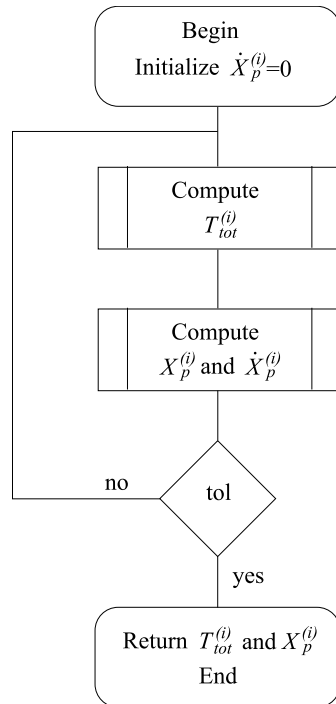 Begin
Initialize Ẋ_p^(i)=0
Compute
T_tot^(i)
Compute
X_p^(i) and Ẋ_p^(i)
no
tol
yes
Return T_tot^(i) and X_p^(i)
End